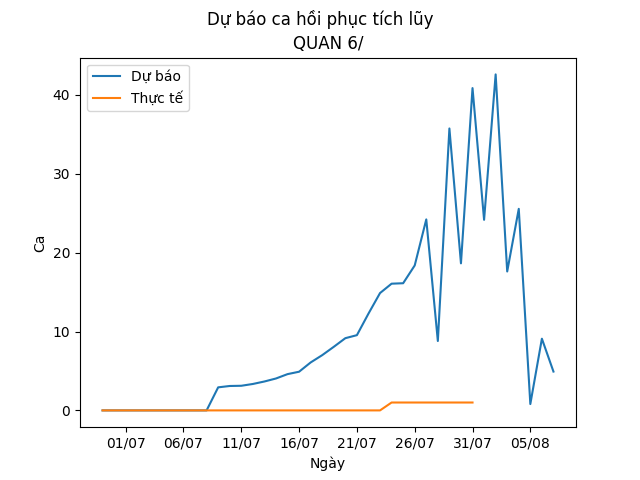 Dự báo ca hồi phục tích lũy
QUAN 6/
Dự báo
Thực tế
Ca
40
30
20
10
0
01/07 06/07 11/07 16/07 21/07 26/07 31/07 05/08
Ngày